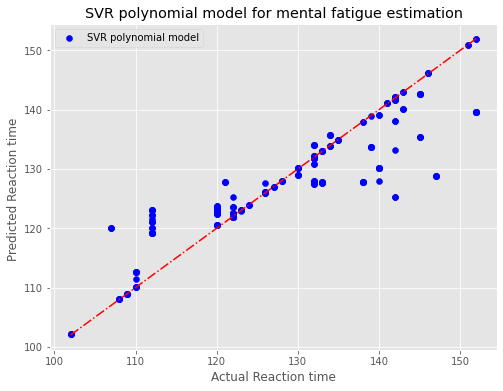 SVR polynomial model for mental fatigue estimation
SVR polynomial model
Predicted Reaction time
150
140
130
120
110
100
100 110 120 130 140 150
Actual Reaction time